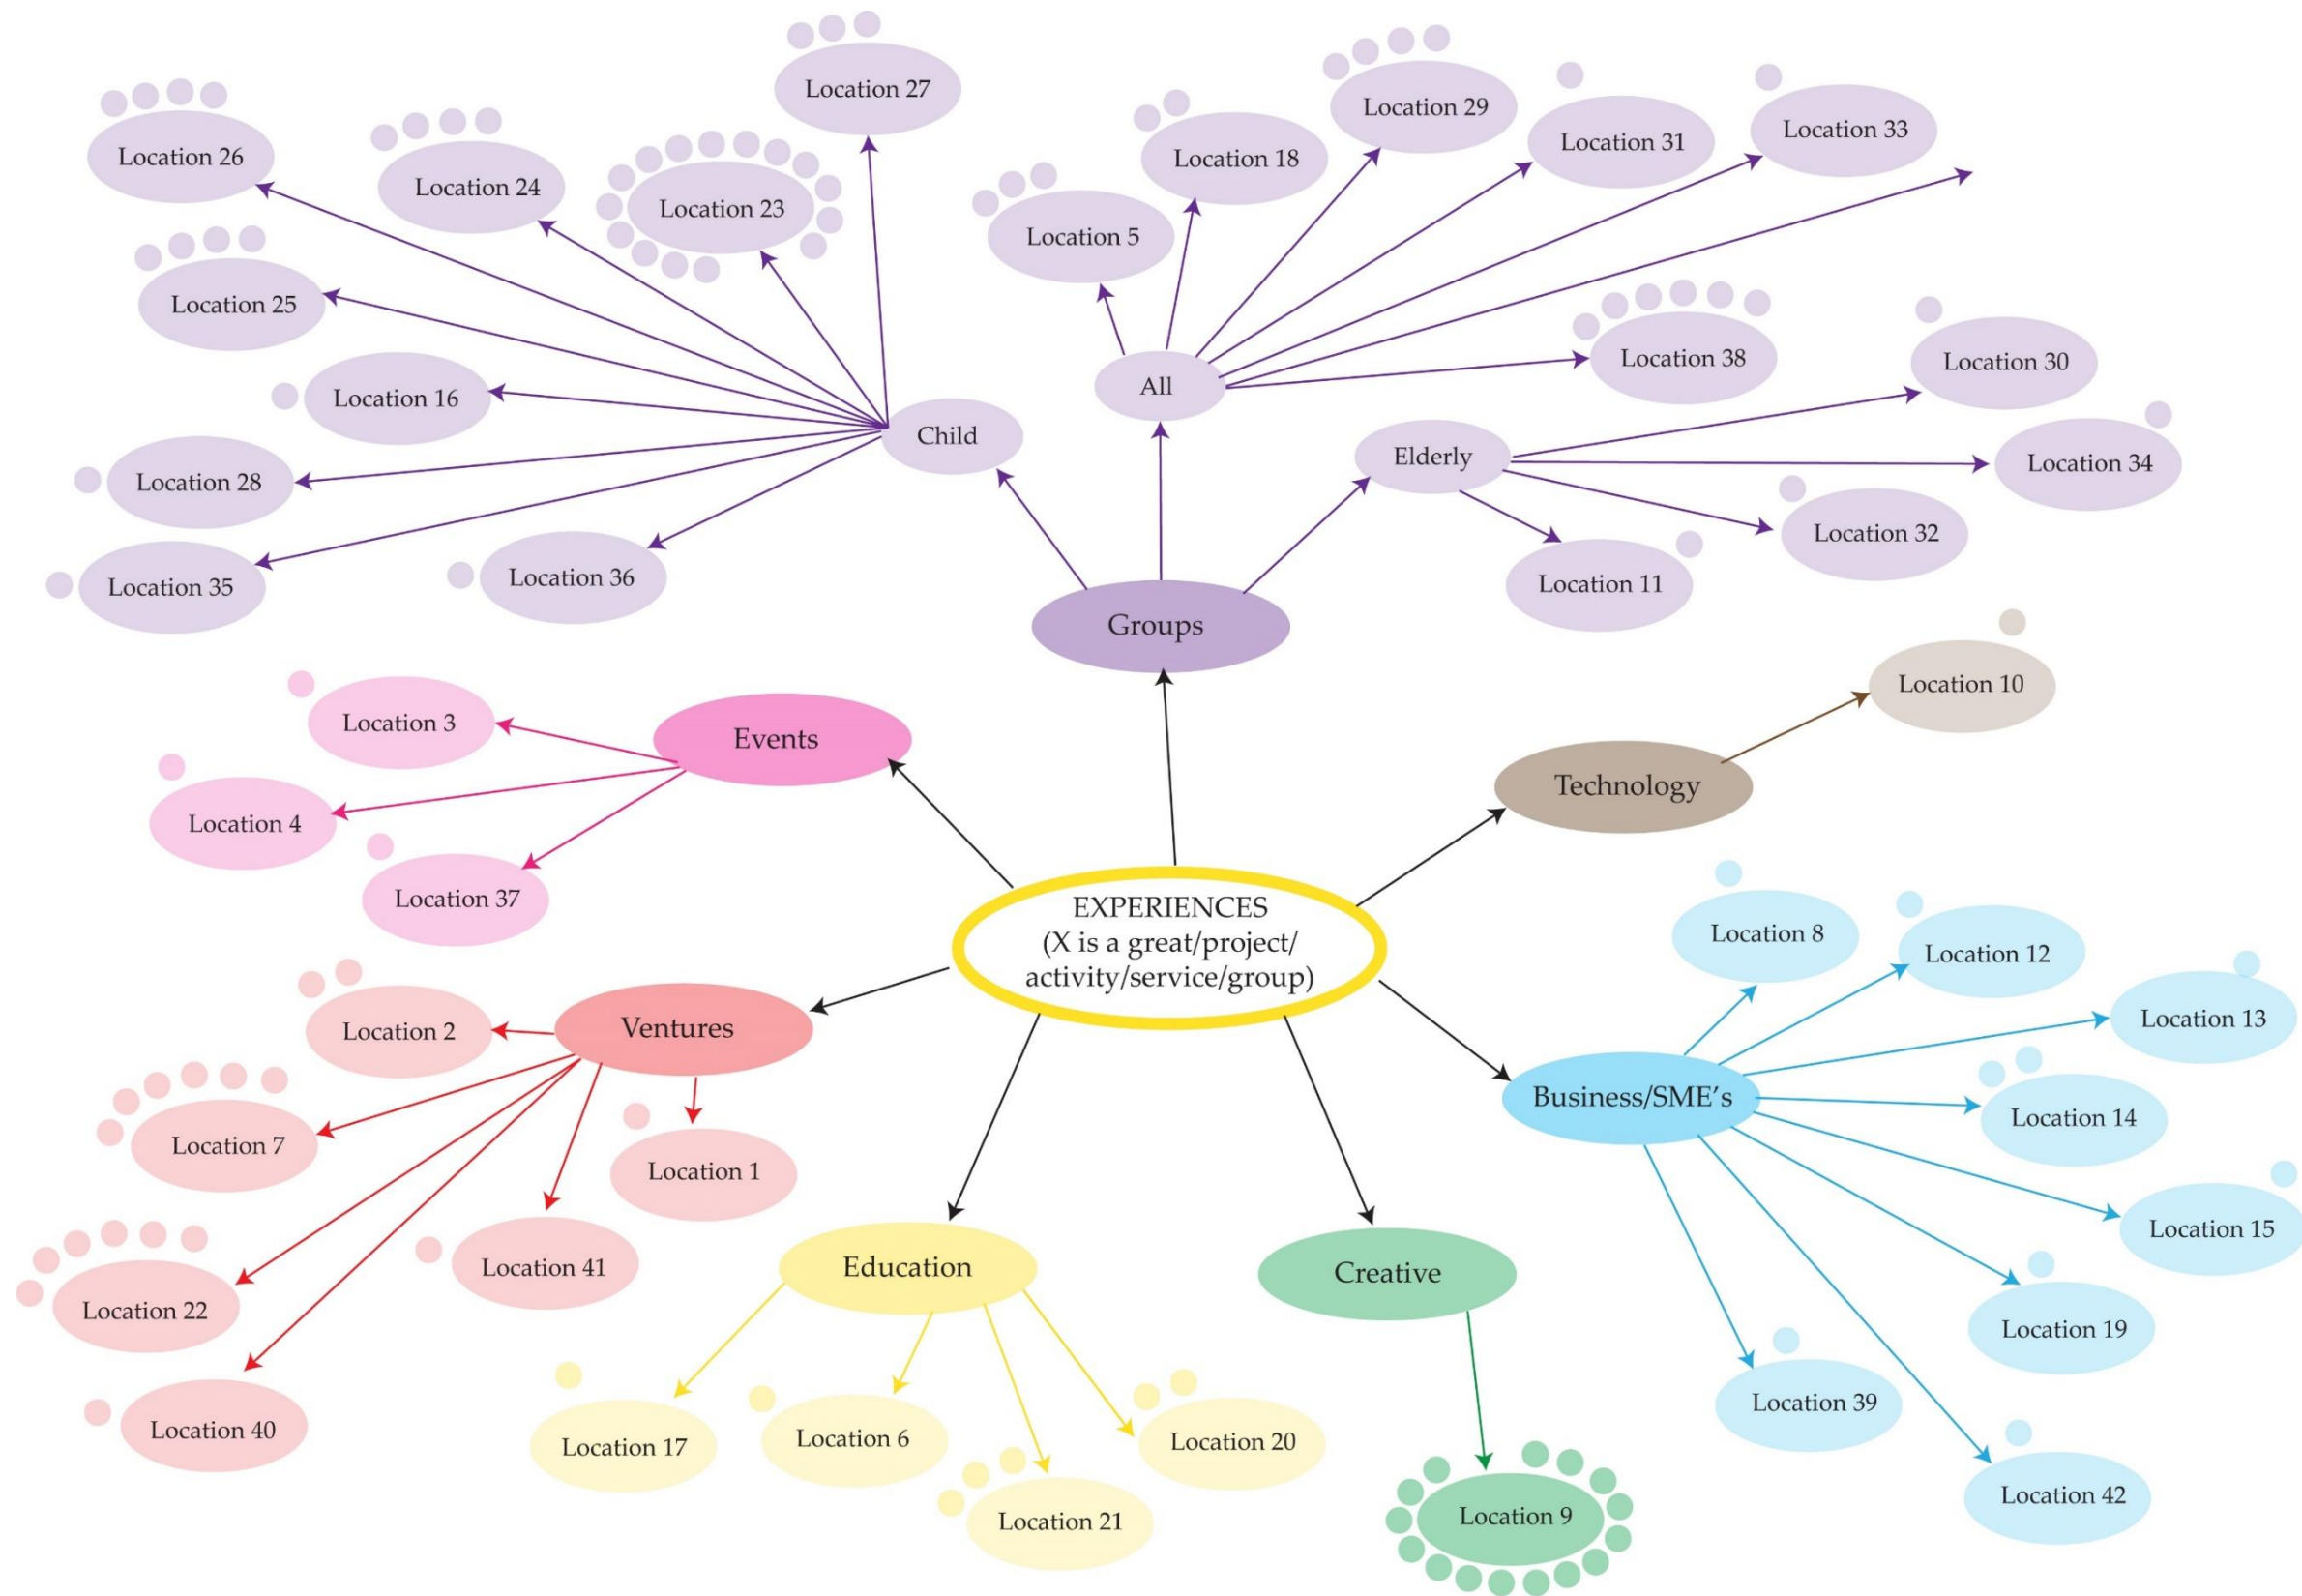 Location 27
Location 29
Location 33
Location 31
Location 26
Location 18
Location 24
Location 23
Location 5
Location 25
Location 38
Location 30
All
Location 16
Child
Elderly
Location 34
Location 28
Location 32
Location 36
Location 11
Location 35
Groups
Location 10
Location 3
Events
Technology
Location 4
Location 37
EXPERIENCES
(X is a great/project/
activity/service/group)
Location 8
Location 12
Location 13
Location 2
Ventures
Business/SME's
Location 14
Location 7
Location 1
Location 15
Location 41
Education
Creative
Location 22
Location 19
Location 39
Location 40
Location 17
Location 6
Location 20
Location 42
Location 21
Location 9